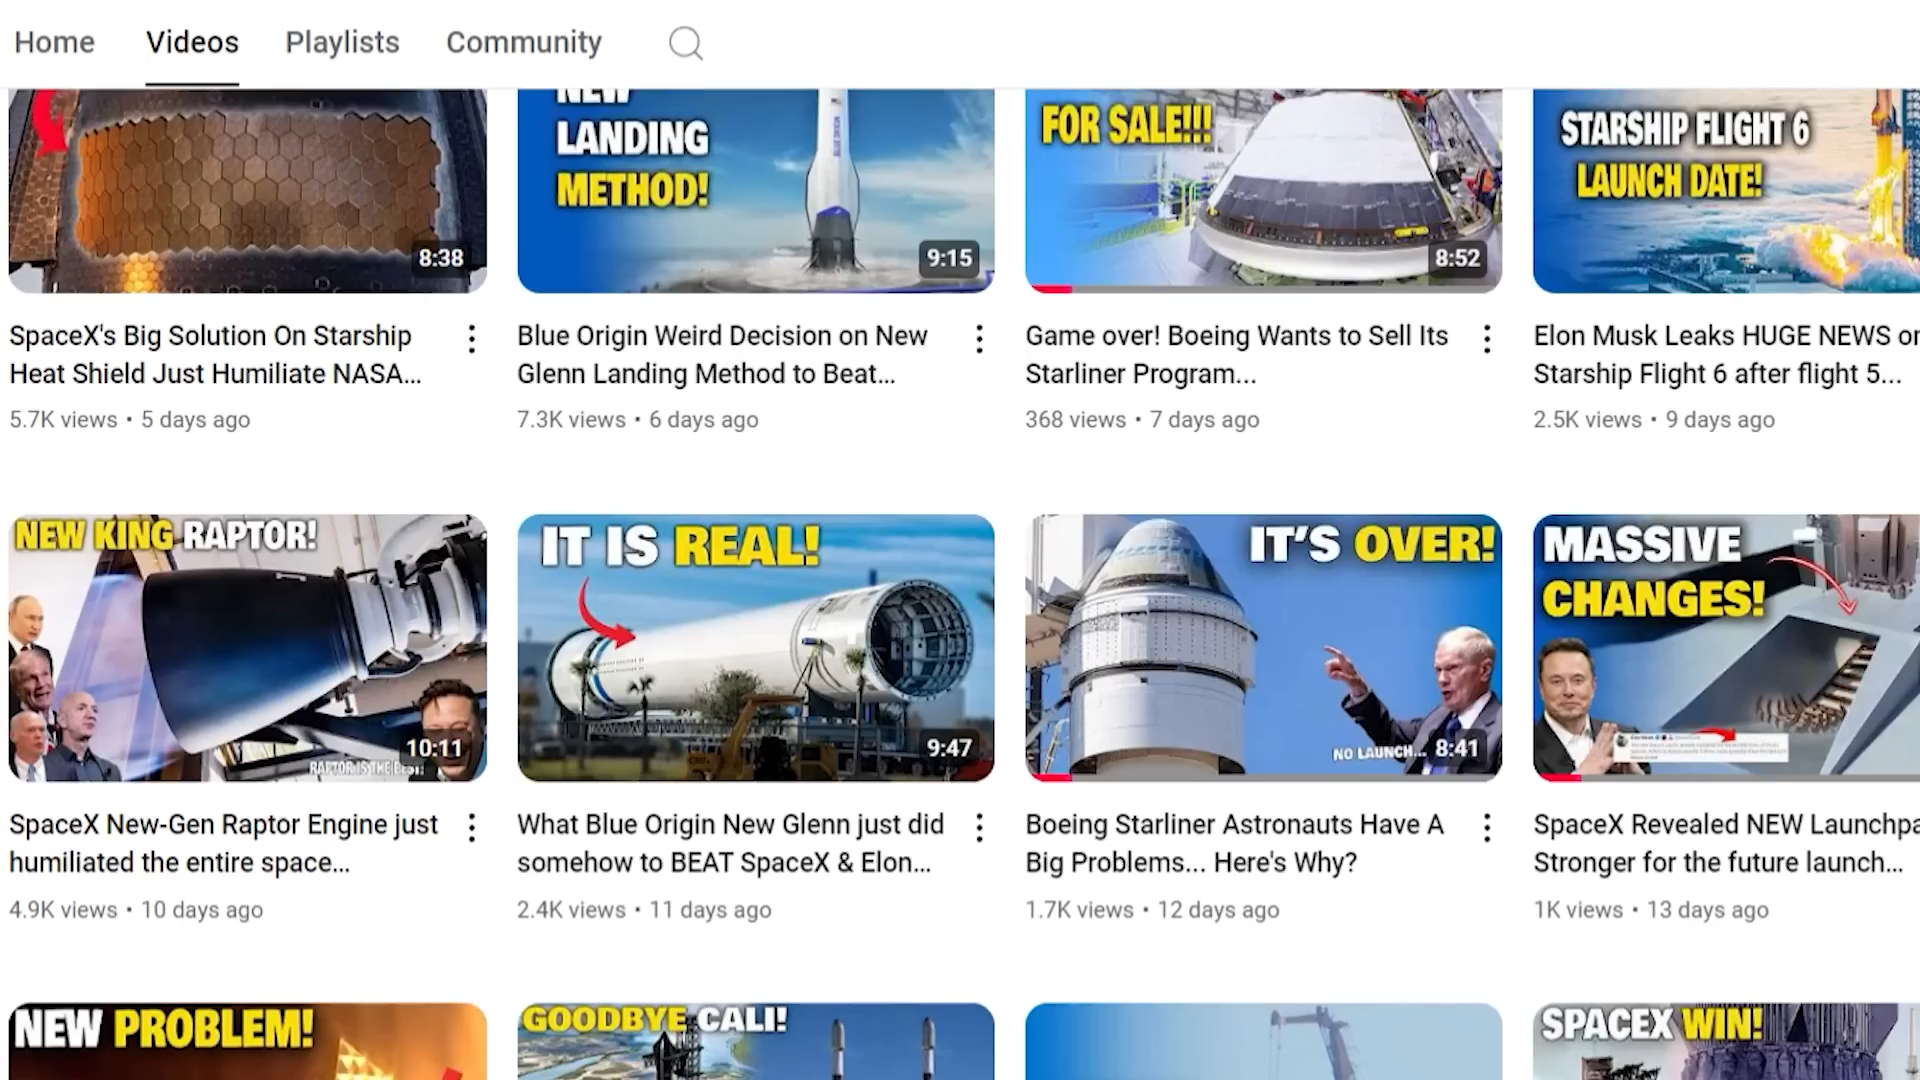 Home Videos Playlists Community
NEW
LANDING
METHOD!
BLUE ORIGIN
FOR SALE!!!
STARSHIP FLIGHT 6
LAUNCH DATE!
8:38
9:15
8:52
SpaceX's Big Solution On Starship
Heat Shield Just Humiliate NASA...
5.7K views • 5 days ago
Blue Origin Weird Decision on New
Glenn Landing Method to Beat...
7.3K views • 6 days ago
Game over! Boeing Wants to Sell Its
Starliner Program...
368 views • 7 days ago
Elon Musk Leaks HUGE NEWS on
Starship Flight 6 after flight 5...
2.5K views • 9 days ago
NEW KING RAPTOR!
10:11
RAPTOR IS THE BEST!
IT IS REAL!
9:47
IT'S OVER!
NO LAUNCH...
8:41
MASSIVE
CHANGES!
SpaceX New-Gen Raptor Engine just
humiliated the entire space...
4.9K views • 10 days ago
What Blue Origin New Glenn just did
somehow to BEAT SpaceX & Elon...
2.4K views • 11 days ago
Boeing Starliner Astronauts Have A
Big Problems... Here's Why?
1.7K views • 12 days ago
SpaceX Revealed NEW Launchpa
Stronger for the future launch...
1K views • 13 days ago
NEW PROBLEM!
GOODBYE CALI!
SPACEX WIN!